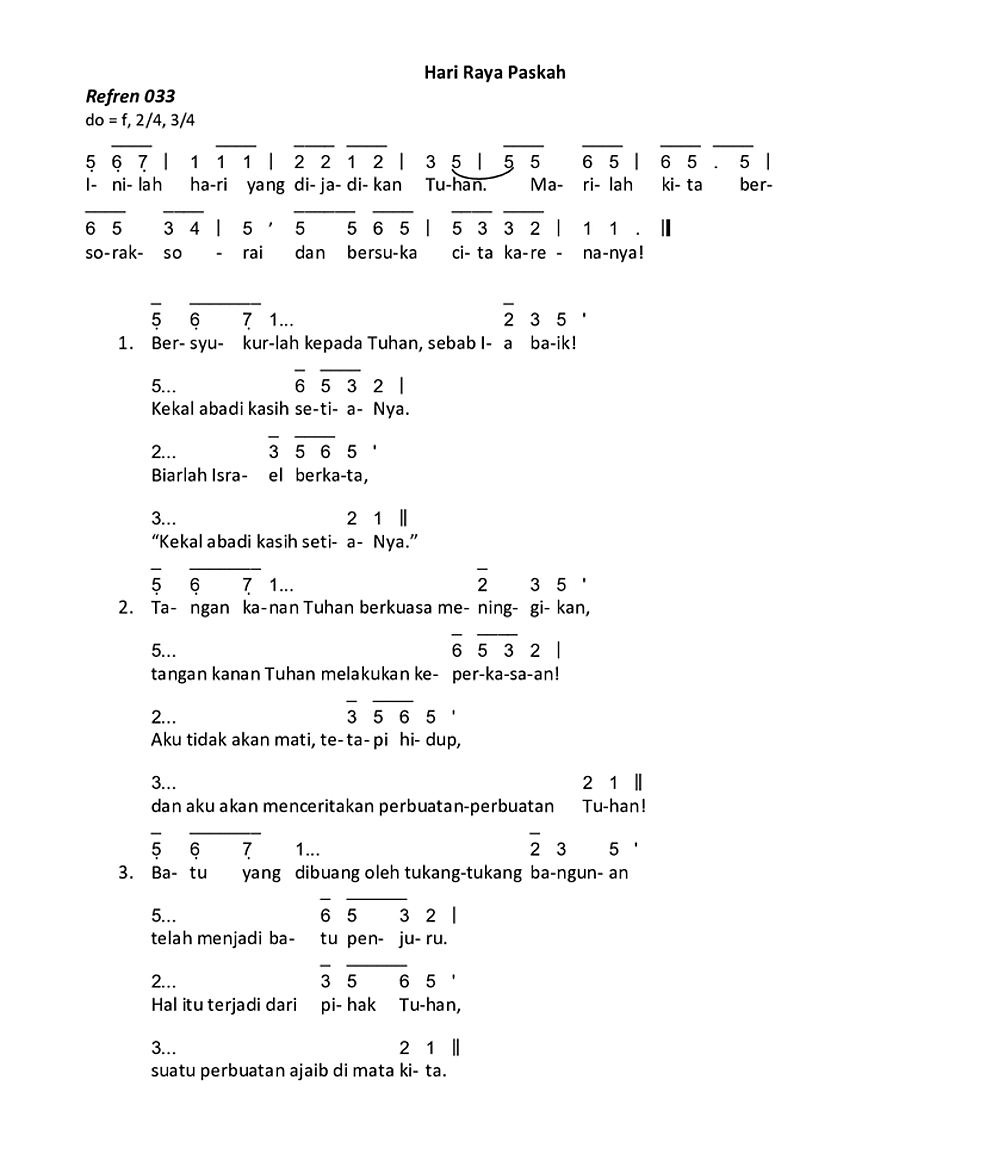 Hari Raya Paskah
Refren 033
do = f, 2/4, 3/4
5̣ 6̣ 7̣ | 1 1 1 | 2 2 1 2 | 3 5 | 5 5 6 5 | 6 5 . 5 |
I- ni- lah ha-ri yang di- ja- di- kan Tu-han. Ma- ri- lah ki- ta ber-
6 5 3 4 | 5 ’ 5 5 6 5 | 5 3 3 2 | 1 1 . ||
so-rak- so - rai dan bersu-ka ci- ta ka-re - na-nya!
5̣ 6̣ 7̣ 1... 2 3 5 '
1. Ber- syu- kur-lah kepada Tuhan, sebab I- a ba-ik!
5... 6 5 3 2 |
Kekal abadi kasih se-ti- a- Nya.
2... 3 5 6 5 '
Biarlah Isra- el berka-ta,
3... 2 1 ||
“Kekal abadi kasih seti- a- Nya.”
5̣ 6̣ 7̣ 1... 2 3 5 '
2. Ta- ngan ka-nan Tuhan berkuasa me- ning- gi- kan,
5... 6 5 3 2 |
tangan kanan Tuhan melakukan ke- per-ka-sa-an!
2... 3 5 6 5 '
Aku tidak akan mati, te-ta-pi hi- dup,
3... 2 1 ||
dan aku akan menceritakan perbuatan-perbuatan Tu-han!
5̣ 6̣ 7̣ 1... 2 3 5 '
3. Ba- tu yang dibuang oleh tukang-tukang ba-ngun- an
5... 6 5 3 2 |
telah menjadi ba- tu pen- ju- ru.
2... 3 5 6 5 '
Hal itu terjadi dari pi- hak Tu-han,
3... 2 1 ||
suatu perbuatan ajaib di mata ki- ta.